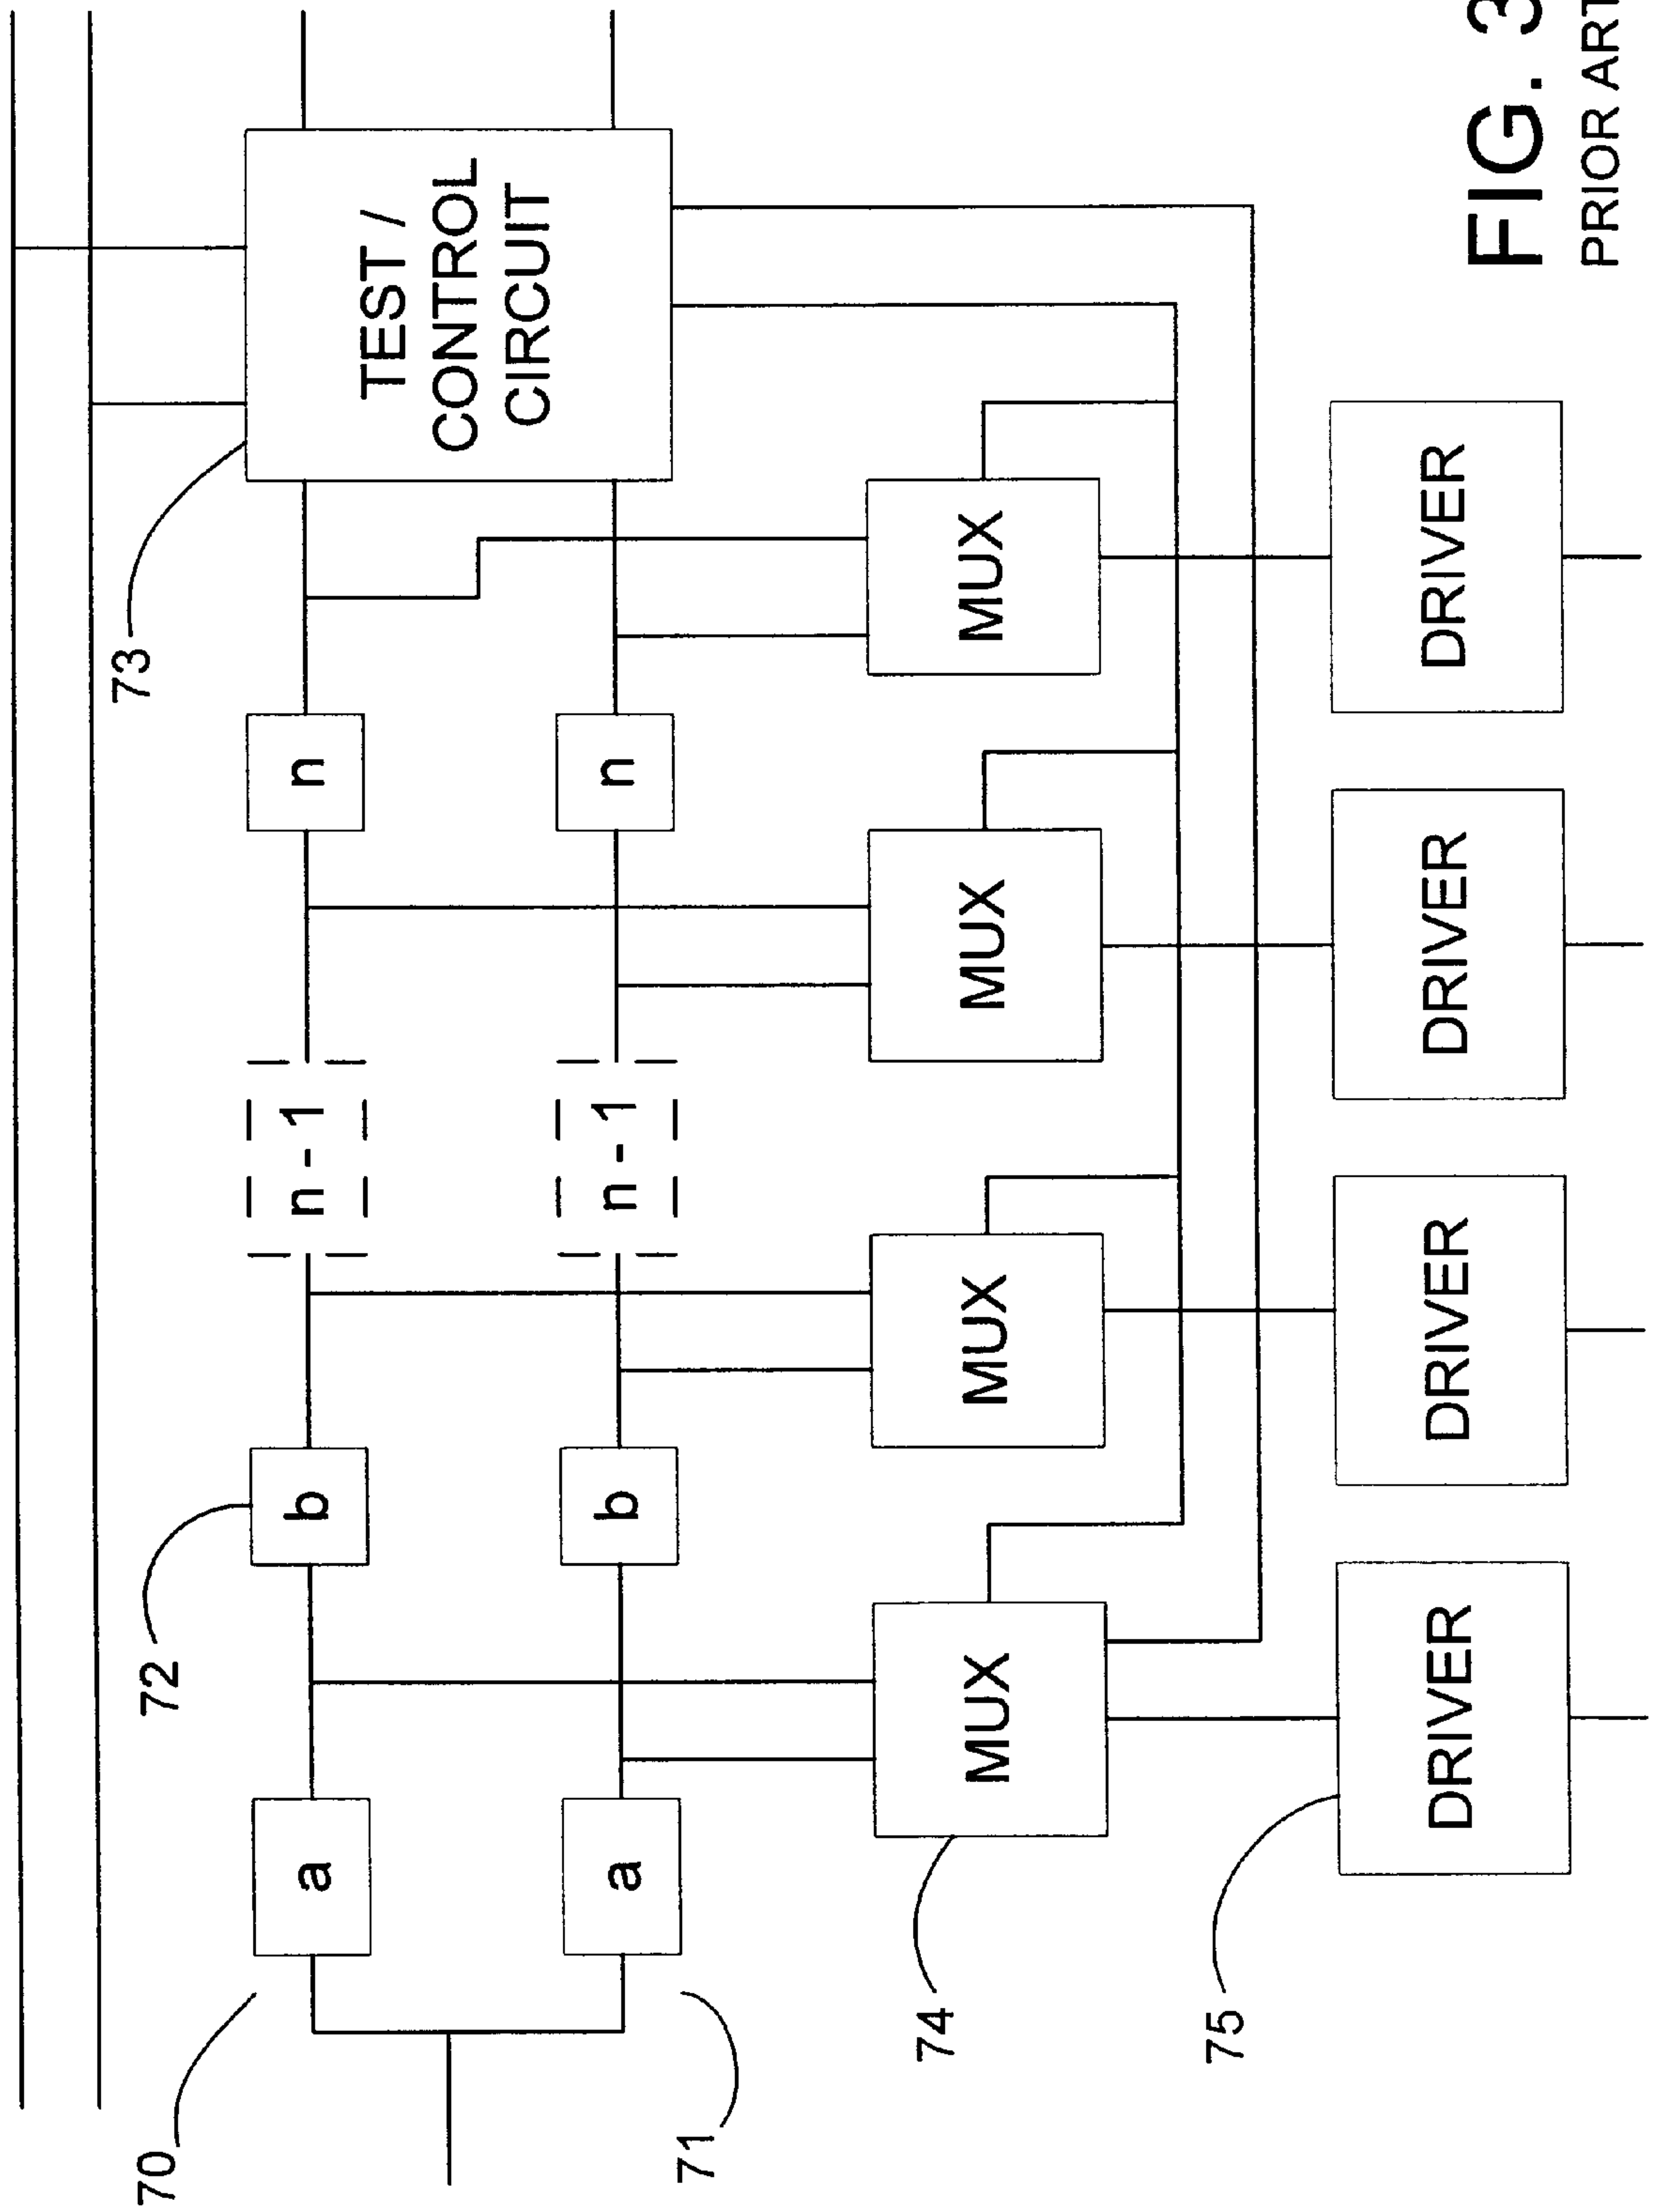 70
72
73
a
b
n - 1
n
TEST /
CONTROL
CIRCUIT
71
a
b
n - 1
n
74
MUX
MUX
MUX
MUX
75
DRIVER
DRIVER
DRIVER
DRIVER
FIG. 3
PRIOR ART